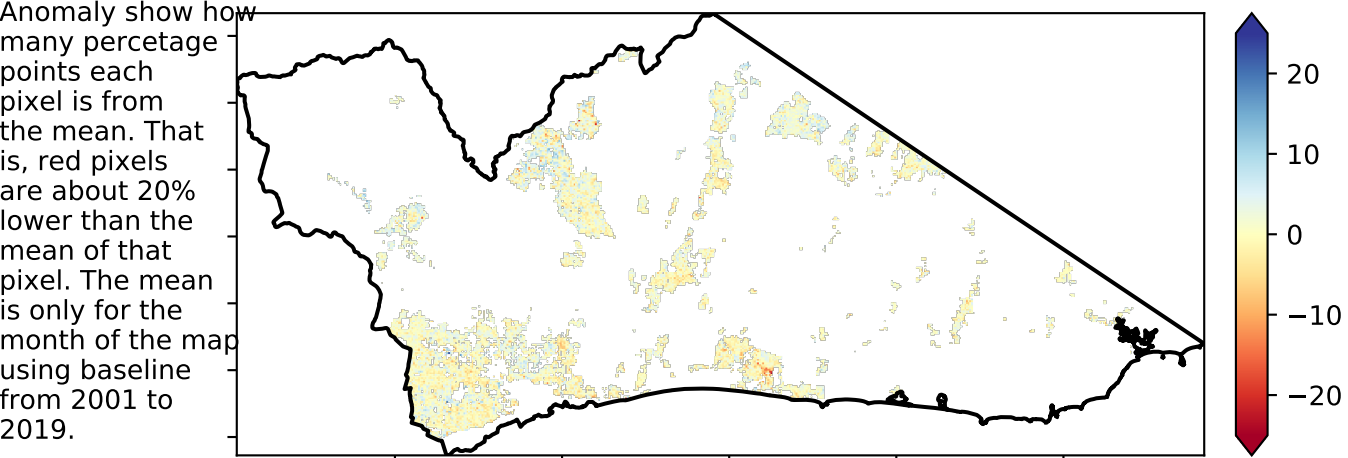 Anomaly show how
many percetage
points each
pixel is from
the mean. That
is, red pixels
are about 20%
lower than the
mean of that
pixel. The mean
is only for the
month of the map
using baseline
from 2001 to
2019.
20
10
0
−10
−20